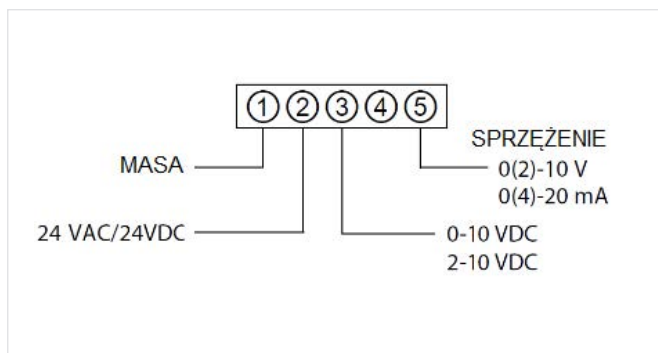 1 2 3 4 5
SPRZĘŻENIE
MASA
0(2)-10 V
0(4)-20 mA
24 VAC/24VDC
0-10 VDC
2-10 VDC